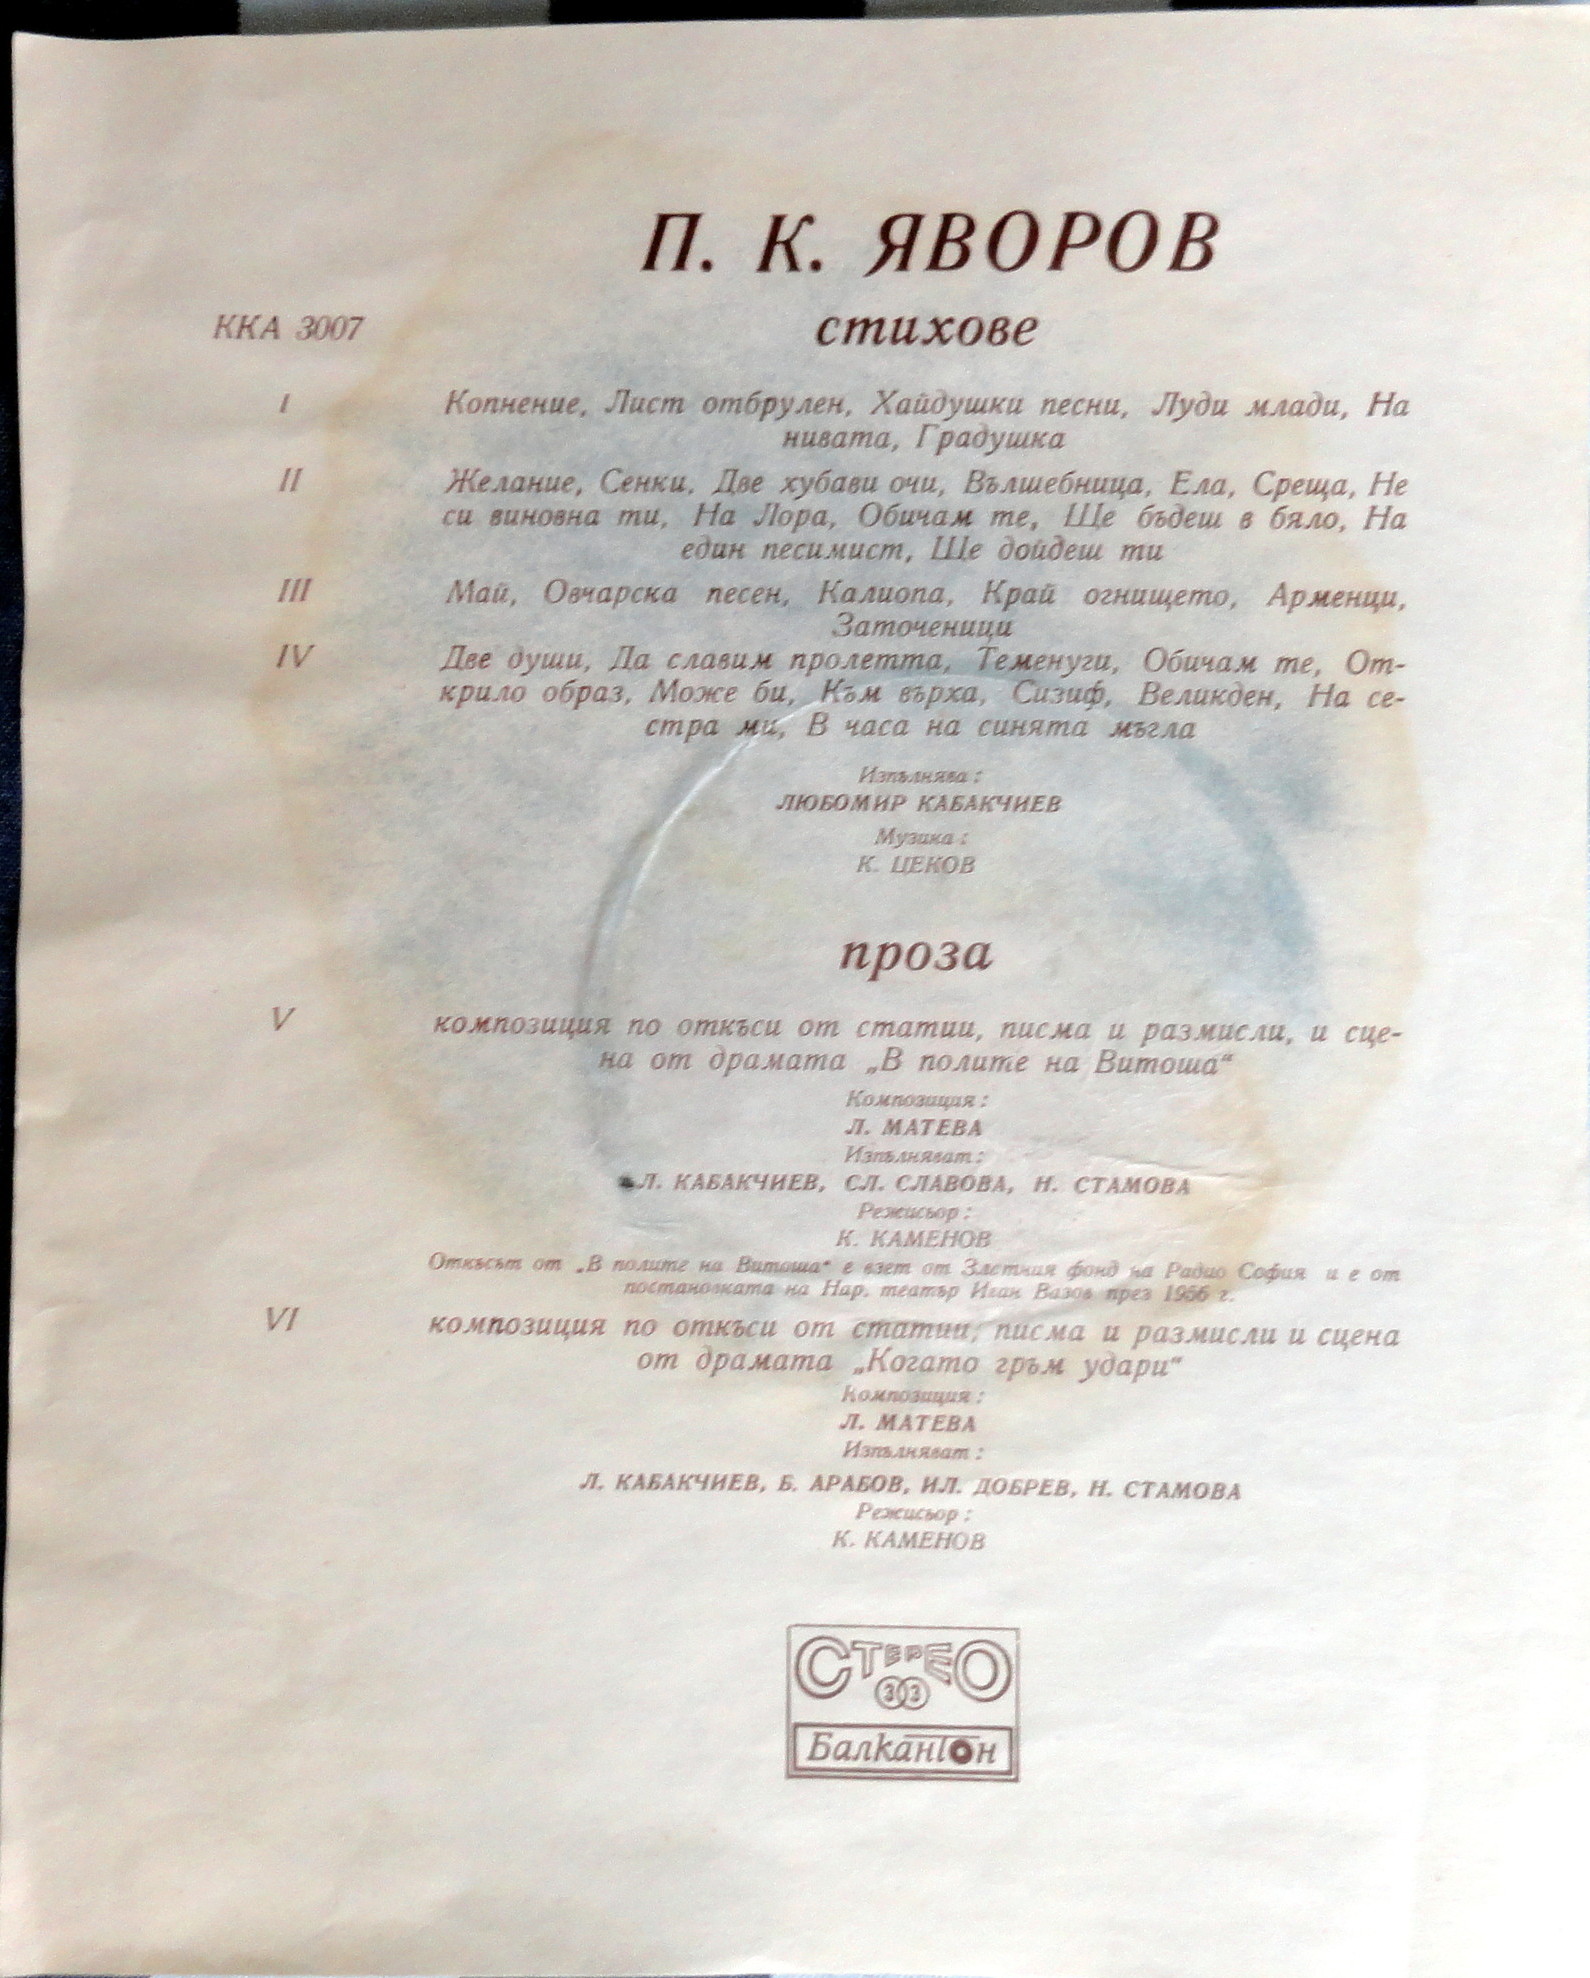 П. К. ЯВОРОВ
ККА 3007
стихове
I
Копнение, Лист отбрулен, Хайдушки песни, Луди млади, На
нивата, Градушка
II
Желание, Сенки, Две хубави очи, Вълшебница, Ела, Среща, Не
си виновна ти, На Лора, Обичам те, Ще бъдеш в бяло, На
един песимист, Ще дойдеш ти
III
Май, Овчарска песен, Калиопа, Край огнището, Арменци,
Заточеници
IV
Две души, Да славим пролетта, Теменуги, Обичам те, От-
крило образ, Може би, Към върха, Сизиф, Великден, На се-
стра ми, В часа на синята мъгла
Изпълнява:
ЛЮБОМИР КАБАКЧИЕВ
Музика:
К. ЦЕКОВ
проза
V
композиция по откъси от статии, писма и размисли, и сце-
на от драмата „В полите на Витоша“
Композиция:
Л. МАТЕВА
Изпълняват:
Л. КАБАКЧИЕВ, СЛ. СЛАВОВА, Н. СТАМОВА
Режисьор:
К. КАМЕНОВ
Откъсът от „В полите на Витоша“ е взет от Златния фонд на Радио София и е от
постановката на Нар. театър Иван Вазов през 1956 г.
VI
композиция по откъси от статии, писма и размисли и сцена
от драмата „Когато гръм удари“
Композиция:
Л. МАТЕВА
Изпълняват:
Л. КАБАКЧИЕВ, Б. АРАБОВ, ИЛ. ДОБРЕВ, Н. СТАМОВА
Режисьор:
К. КАМЕНОВ
СТЕРЕО
33
Балкантон